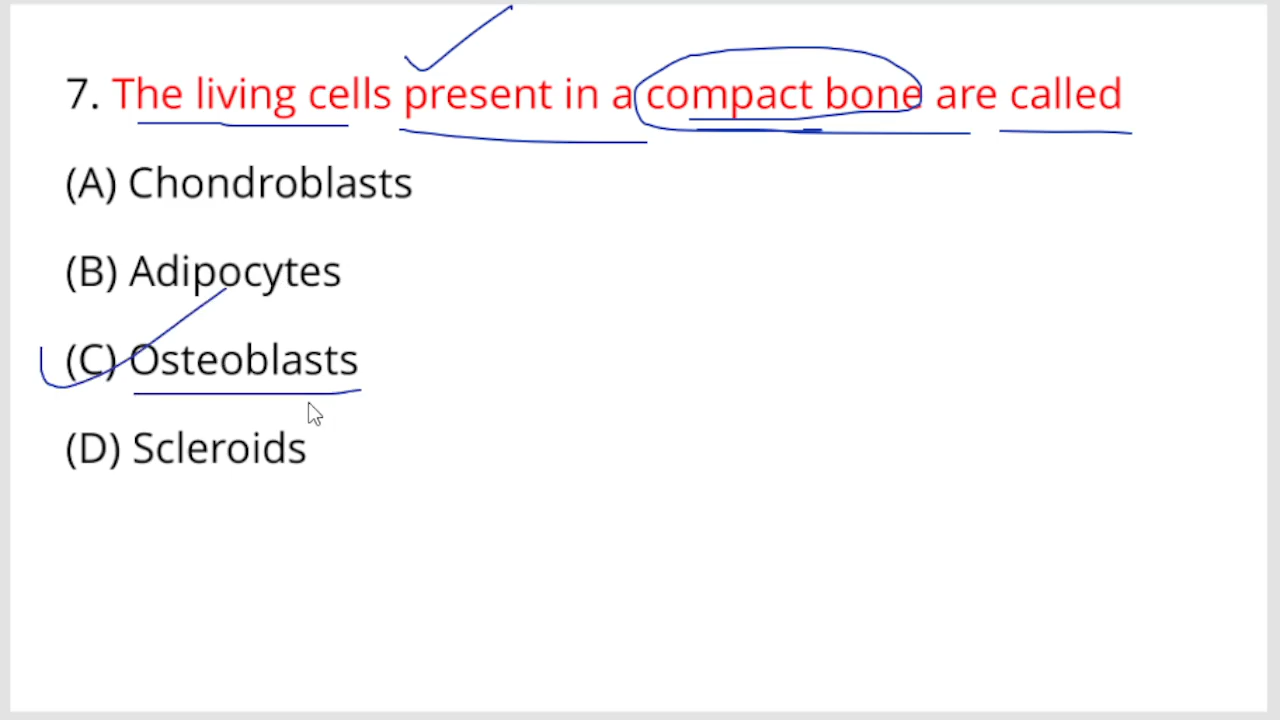 7. The living cells present in a compact bone are called
(A) Chondroblasts
(B) Adipocytes
(C) Osteoblasts
(D) Scleroids